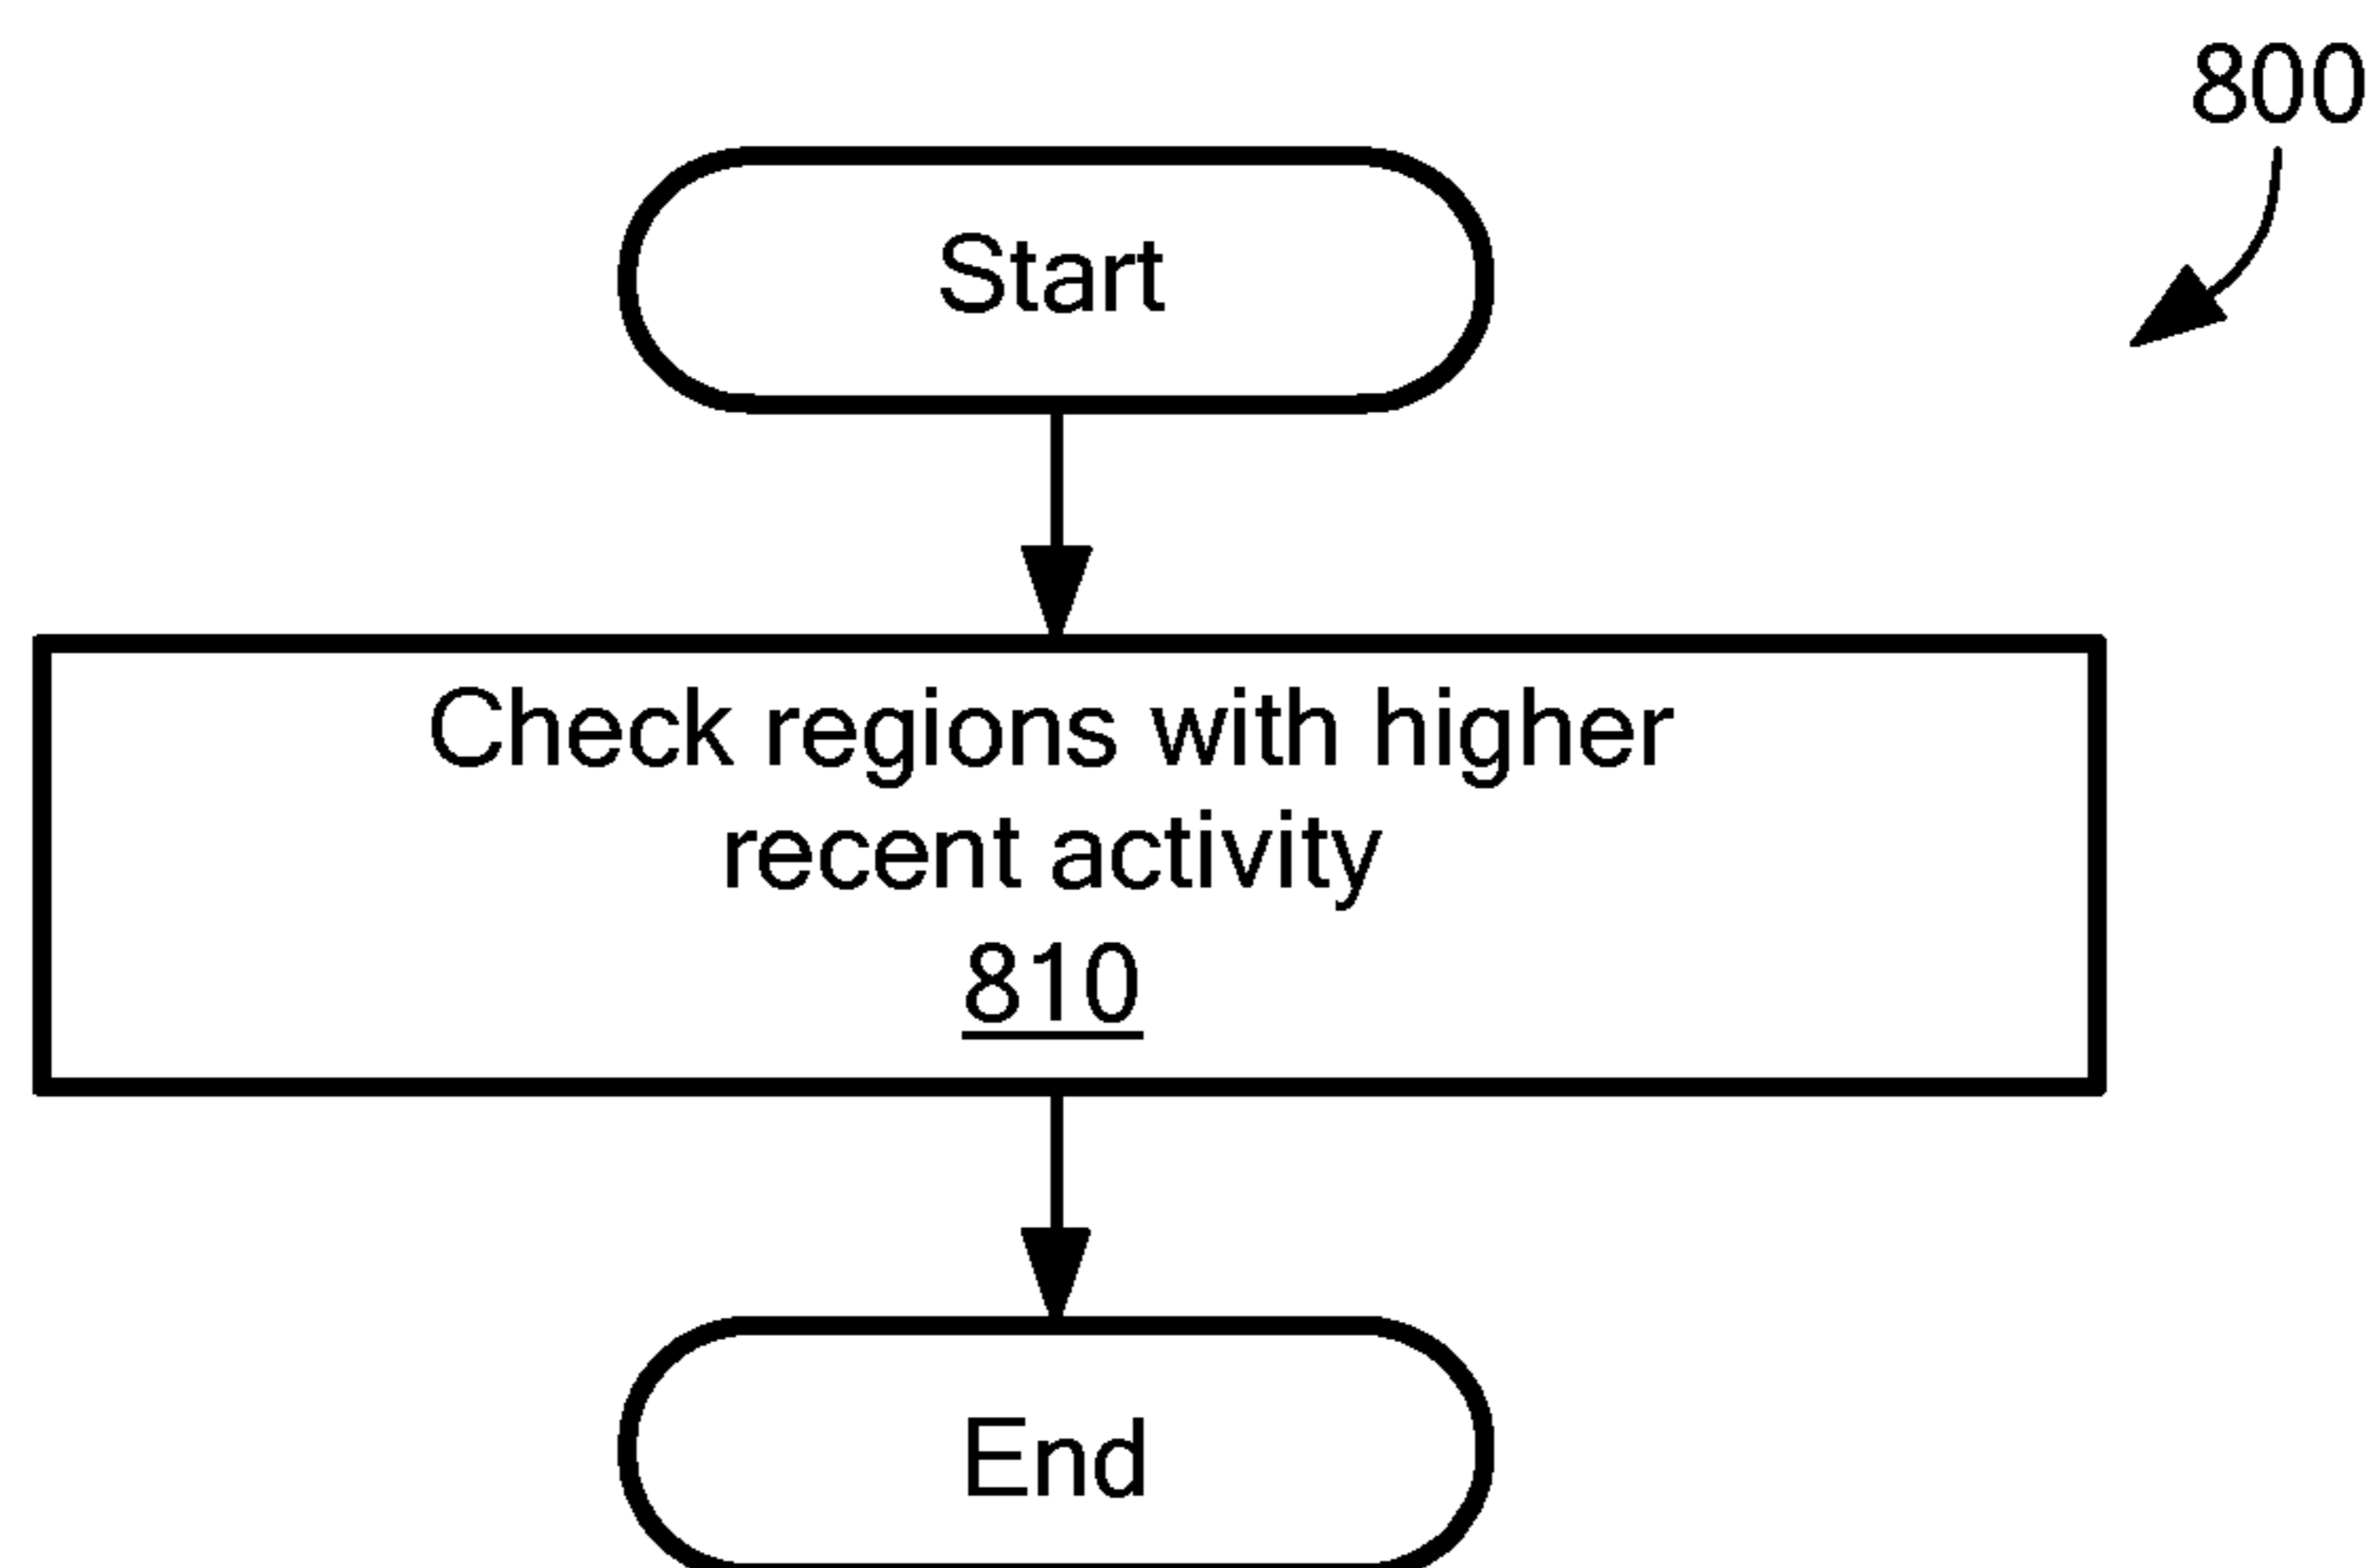 800
Start
Check regions with higher
recent activity
810
End